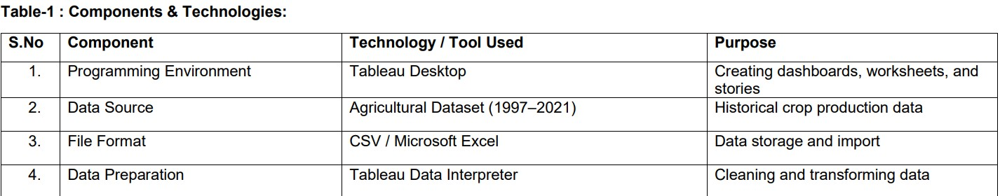 Table-1 : Components & Technologies:
S.No Component Technology / Tool Used Purpose
1. Programming Environment Tableau Desktop Creating dashboards, worksheets, and
stories
2. Data Source Agricultural Dataset (1997–2021) Historical crop production data
3. File Format CSV / Microsoft Excel Data storage and import
4. Data Preparation Tableau Data Interpreter Cleaning and transforming data